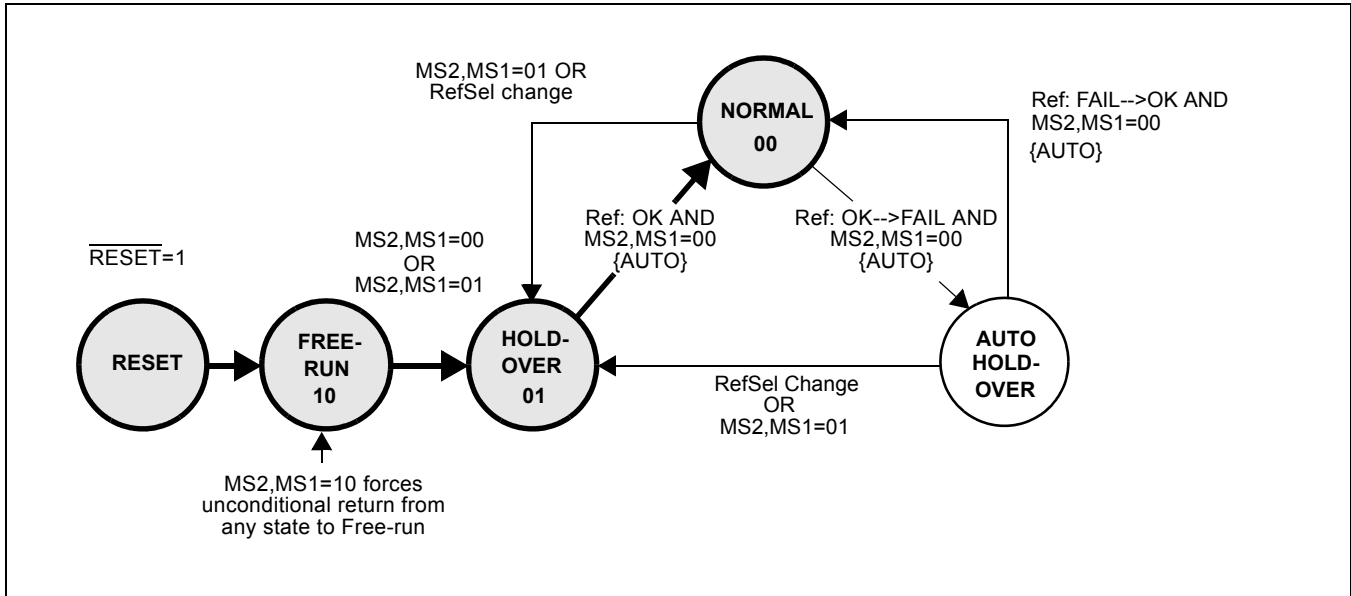 MS2,MS1=01 OR
RefSel change
NORMAL
00
Ref: FAIL-->OK AND
MS2,MS1=00
{AUTO}
Ref: OK AND
MS2,MS1=00
{AUTO}
Ref: OK-->FAIL AND
MS2,MS1=00
{AUTO}
RESET=1
MS2,MS1=00
OR
MS2,MS1=01
RESET
FREE-
RUN
10
HOLD-
OVER
01
AUTO
HOLD-
OVER
RefSel Change
OR
MS2,MS1=01
MS2,MS1=10 forces
unconditional return from
any state to Free-run